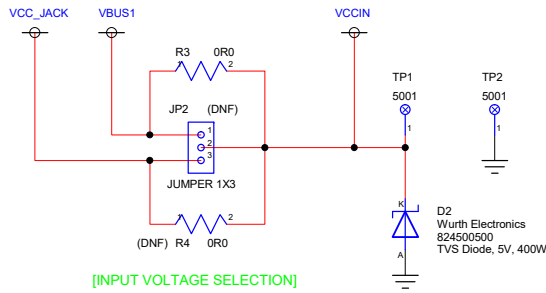 VCC_JACK VBUS1 VCCIN
R3 0R0
1 2
TP1 TP2
5001 5001
JP2 (DNF)
1
2
3
1 1
JUMPER 1X3
1 2
(DNF) R4 0R0
K
A
D2
Wurth Electronics
824500500
TVS Diode, 5V, 400W
[INPUT VOLTAGE SELECTION]